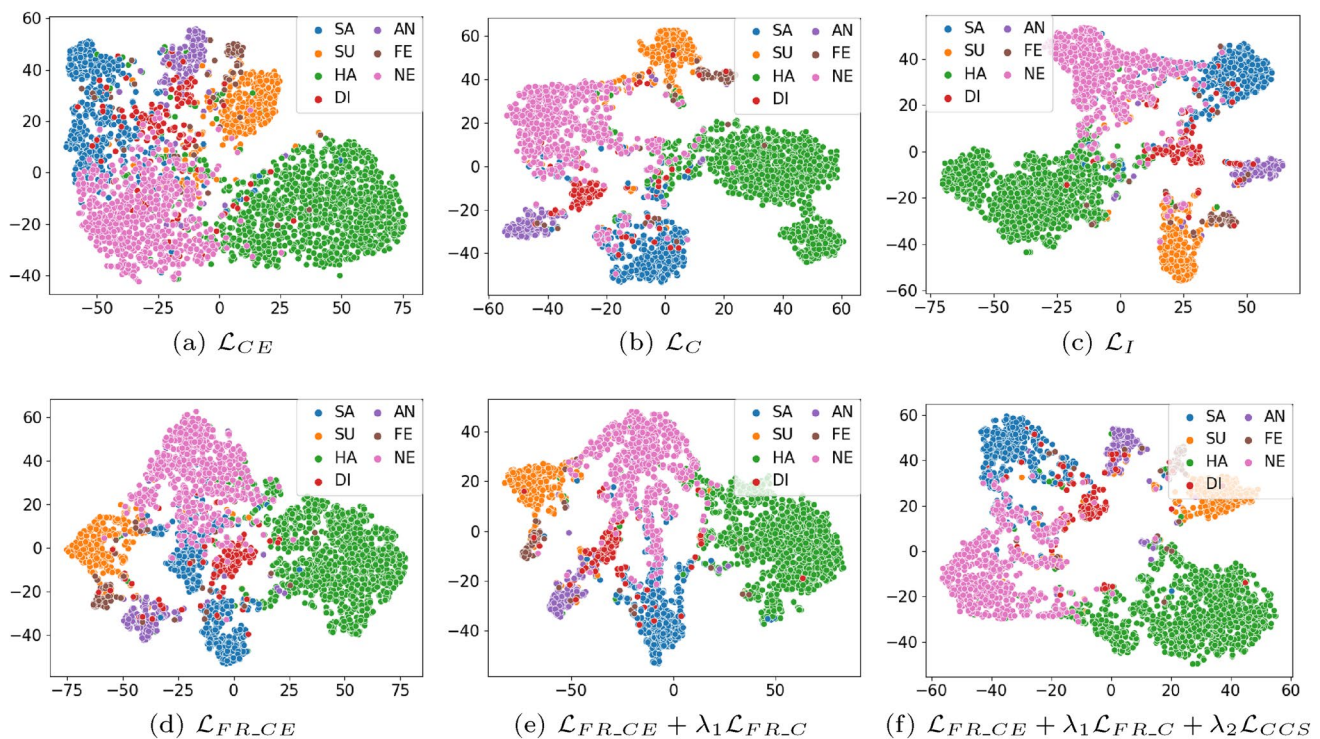 60
40
20
0
−20
−40
−50 −25 0 25 50 75
SA AN
SU FE
HA NE
DI
(a) ℒ_CE
60
40
20
0
−20
−40
−60
−60 −40 −20 0 20 40 60
SA AN
SU FE
HA NE
DI
(b) ℒ_C
40
20
0
−20
−40
−60
−75 −50 −25 0 25 50
SA AN
SU FE
HA NE
DI
(c) ℒ_I
60
40
20
0
−20
−40
−75 −50 −25 0 25 50 75
SA AN
SU FE
HA NE
DI
(d) ℒ_FR_CE
40
20
0
−20
−40
−50 0 50
SA AN
SU FE
HA NE
DI
(e) ℒ_FR_CE + λ₁ℒ_FR_C
60
40
20
0
−20
−40
−60 −40 −20 0 20 40 60
SA AN
SU FE
HA NE
DI
(f) ℒ_FR_CE + λ₁ℒ_FR_C + λ₂ℒ_CCS